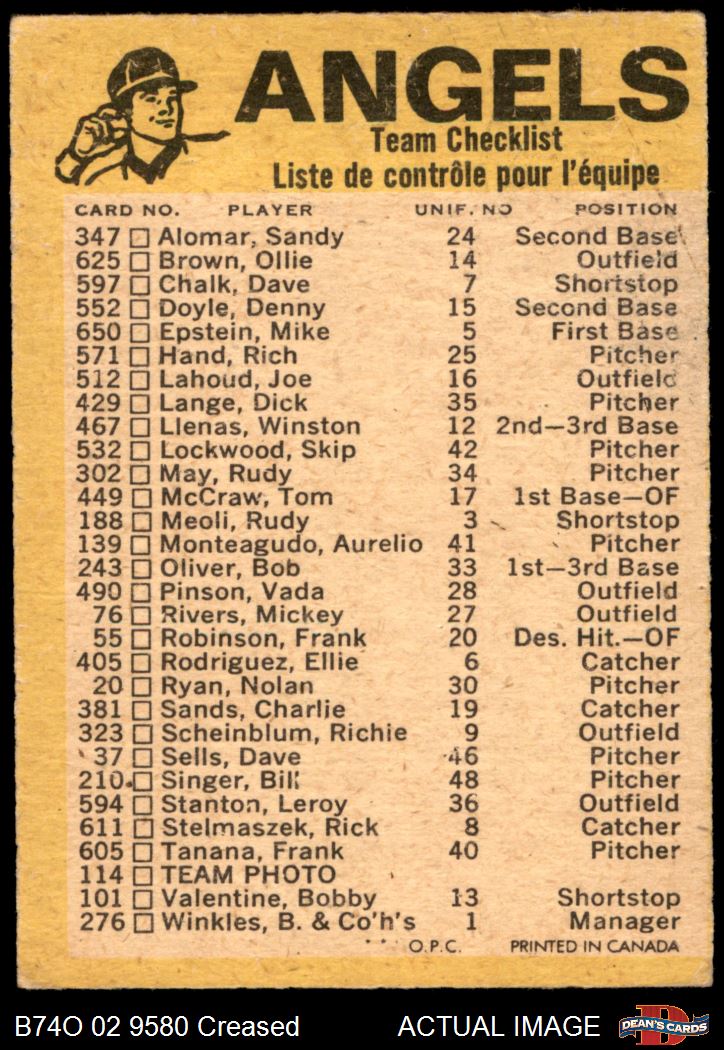 ANGELS
Team Checklist
Liste de contrôle pour l'équipe
CARD NO. PLAYER UNIF. NO POSITION
347 □ Alomar, Sandy 24 Second Base
625 □ Brown, Ollie 14 Outfield
597 □ Chalk, Dave 7 Shortstop
552 □ Doyle, Denny 15 Second Base
650 □ Epstein, Mike 5 First Base
571 □ Hand, Rich 25 Pitcher
512 □ Lahoud, Joe 16 Outfield
429 □ Lange, Dick 35 Pitcher
467 □ Llenas, Winston 12 2nd—3rd Base
532 □ Lockwood, Skip 42 Pitcher
302 □ May, Rudy 34 Pitcher
449 □ McCraw, Tom 17 1st Base—OF
188 □ Meoli, Rudy 3 Shortstop
139 □ Monteagudo, Aurelio 41 Pitcher
243 □ Oliver, Bob 33 1st—3rd Base
490 □ Pinson, Vada 28 Outfield
76 □ Rivers, Mickey 27 Outfield
55 □ Robinson, Frank 20 Des. Hit.—OF
405 □ Rodriguez, Ellie 6 Catcher
20 □ Ryan, Nolan 30 Pitcher
381 □ Sands, Charlie 19 Catcher
323 □ Scheinblum, Richie 9 Outfield
37 □ Sells, Dave 46 Pitcher
210 □ Singer, Bill 48 Pitcher
594 □ Stanton, Leroy 36 Outfield
611 □ Stelmaszek, Rick 8 Catcher
605 □ Tanana, Frank 40 Pitcher
114 □ TEAM PHOTO
101 □ Valentine, Bobby 13 Shortstop
276 □ Winkles, B. & Co'h's 1 Manager
O.P.C. PRINTED IN CANADA
B74O 02 9580 Creased ACTUAL IMAGE DEAN'S CARDS